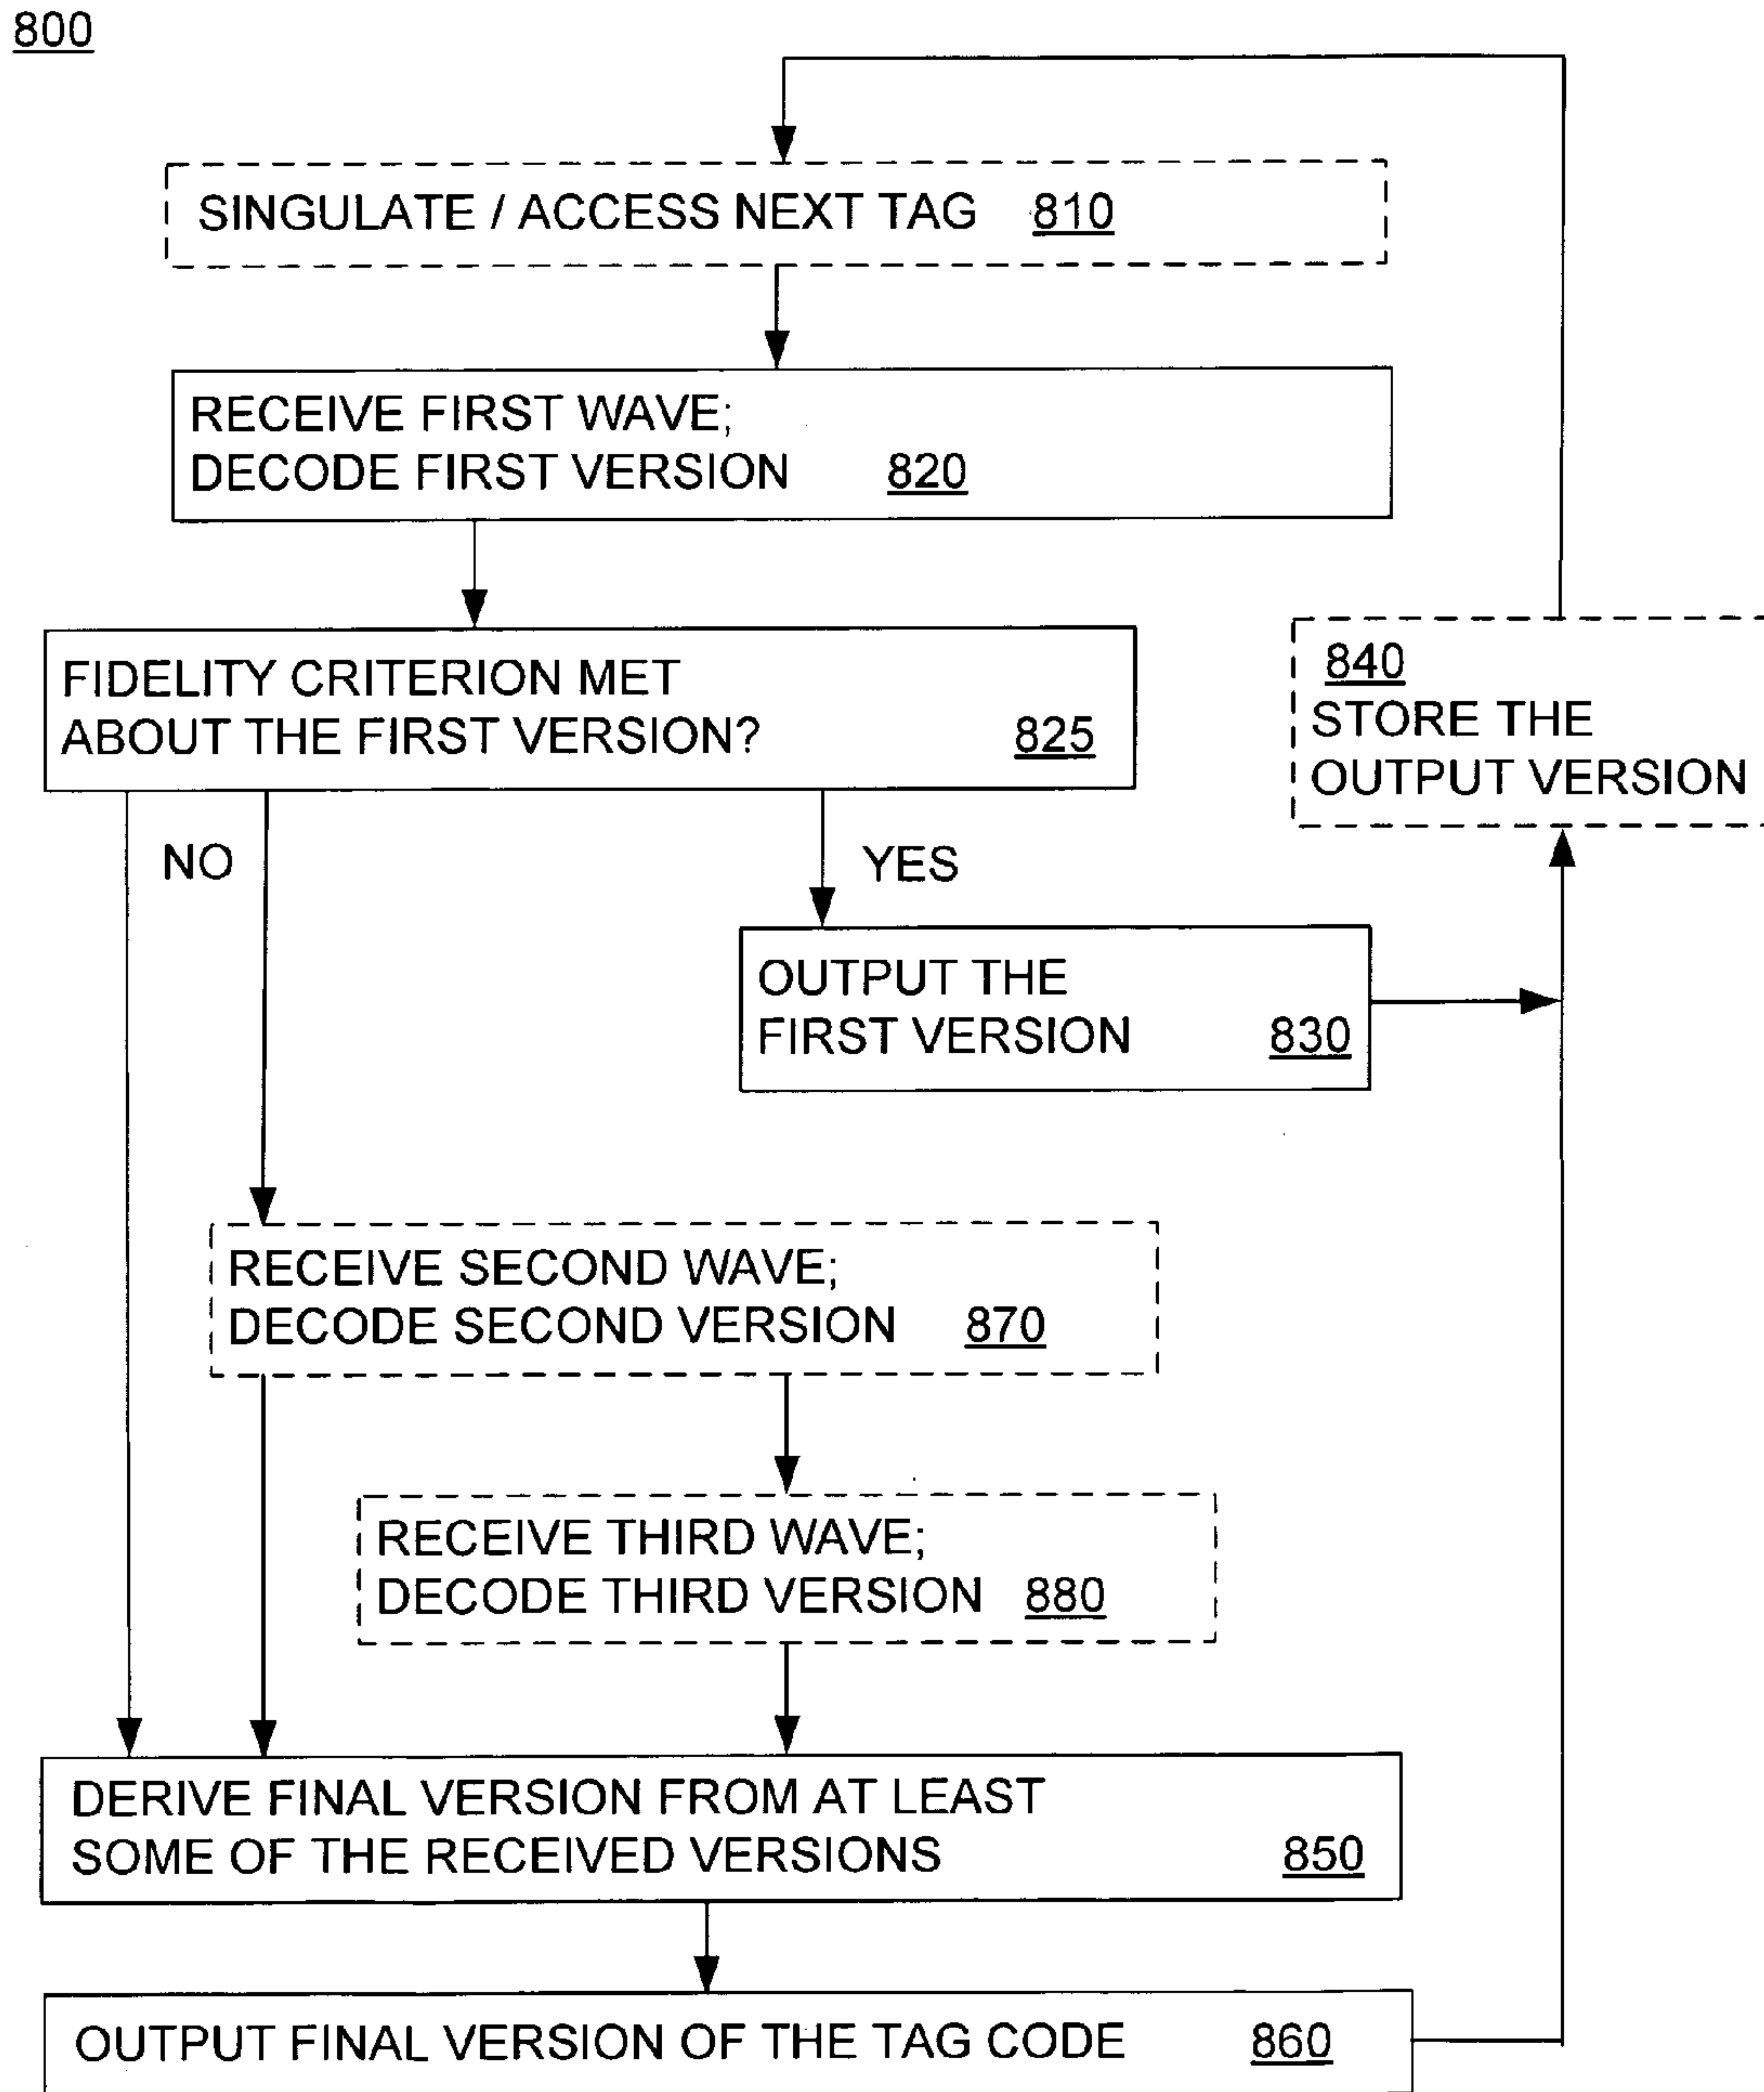 800
SINGULATE / ACCESS NEXT TAG 810
RECEIVE FIRST WAVE;
DECODE FIRST VERSION 820
FIDELITY CRITERION MET
ABOUT THE FIRST VERSION? 825
840
STORE THE
OUTPUT VERSION
NO
YES
OUTPUT THE
FIRST VERSION 830
RECEIVE SECOND WAVE;
DECODE SECOND VERSION 870
RECEIVE THIRD WAVE;
DECODE THIRD VERSION 880
DERIVE FINAL VERSION FROM AT LEAST
SOME OF THE RECEIVED VERSIONS 850
OUTPUT FINAL VERSION OF THE TAG CODE 860